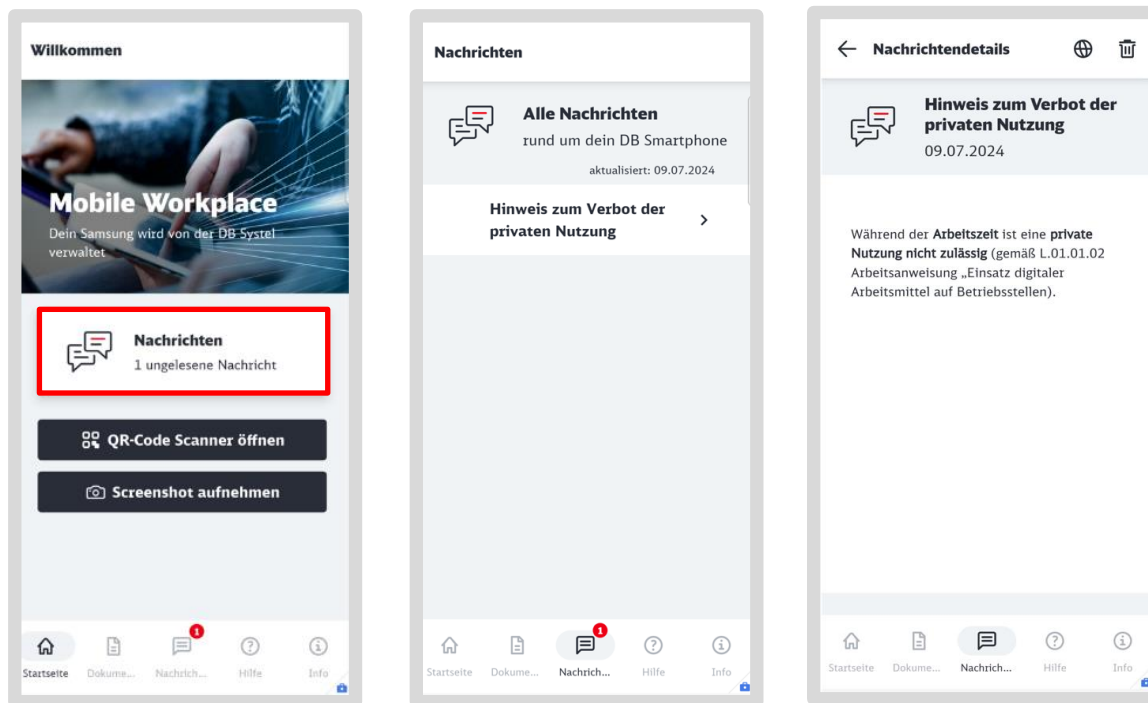 Willkommen
Mobile Workplace
Dein Samsung wird von der DB Systel
verwaltet
Nachrichten
1 ungelesene Nachricht
QR-Code Scanner öffnen
Screenshot aufnehmen
1
Startseite Dokume... Nachrich... Hilfe Info
Nachrichten
Alle Nachrichten
rund um dein DB Smartphone
aktualisiert: 09.07.2024
Hinweis zum Verbot der
privaten Nutzung
1
Startseite Dokume... Nachrich... Hilfe Info
Nachrichtendetails
Hinweis zum Verbot der
privaten Nutzung
09.07.2024
Während der Arbeitszeit ist eine private
Nutzung nicht zulässig (gemäß L.01.01.02
Arbeitsanweisung „Einsatz digitaler
Arbeitsmittel auf Betriebsstellen).
Startseite Dokume... Nachrich... Hilfe Info